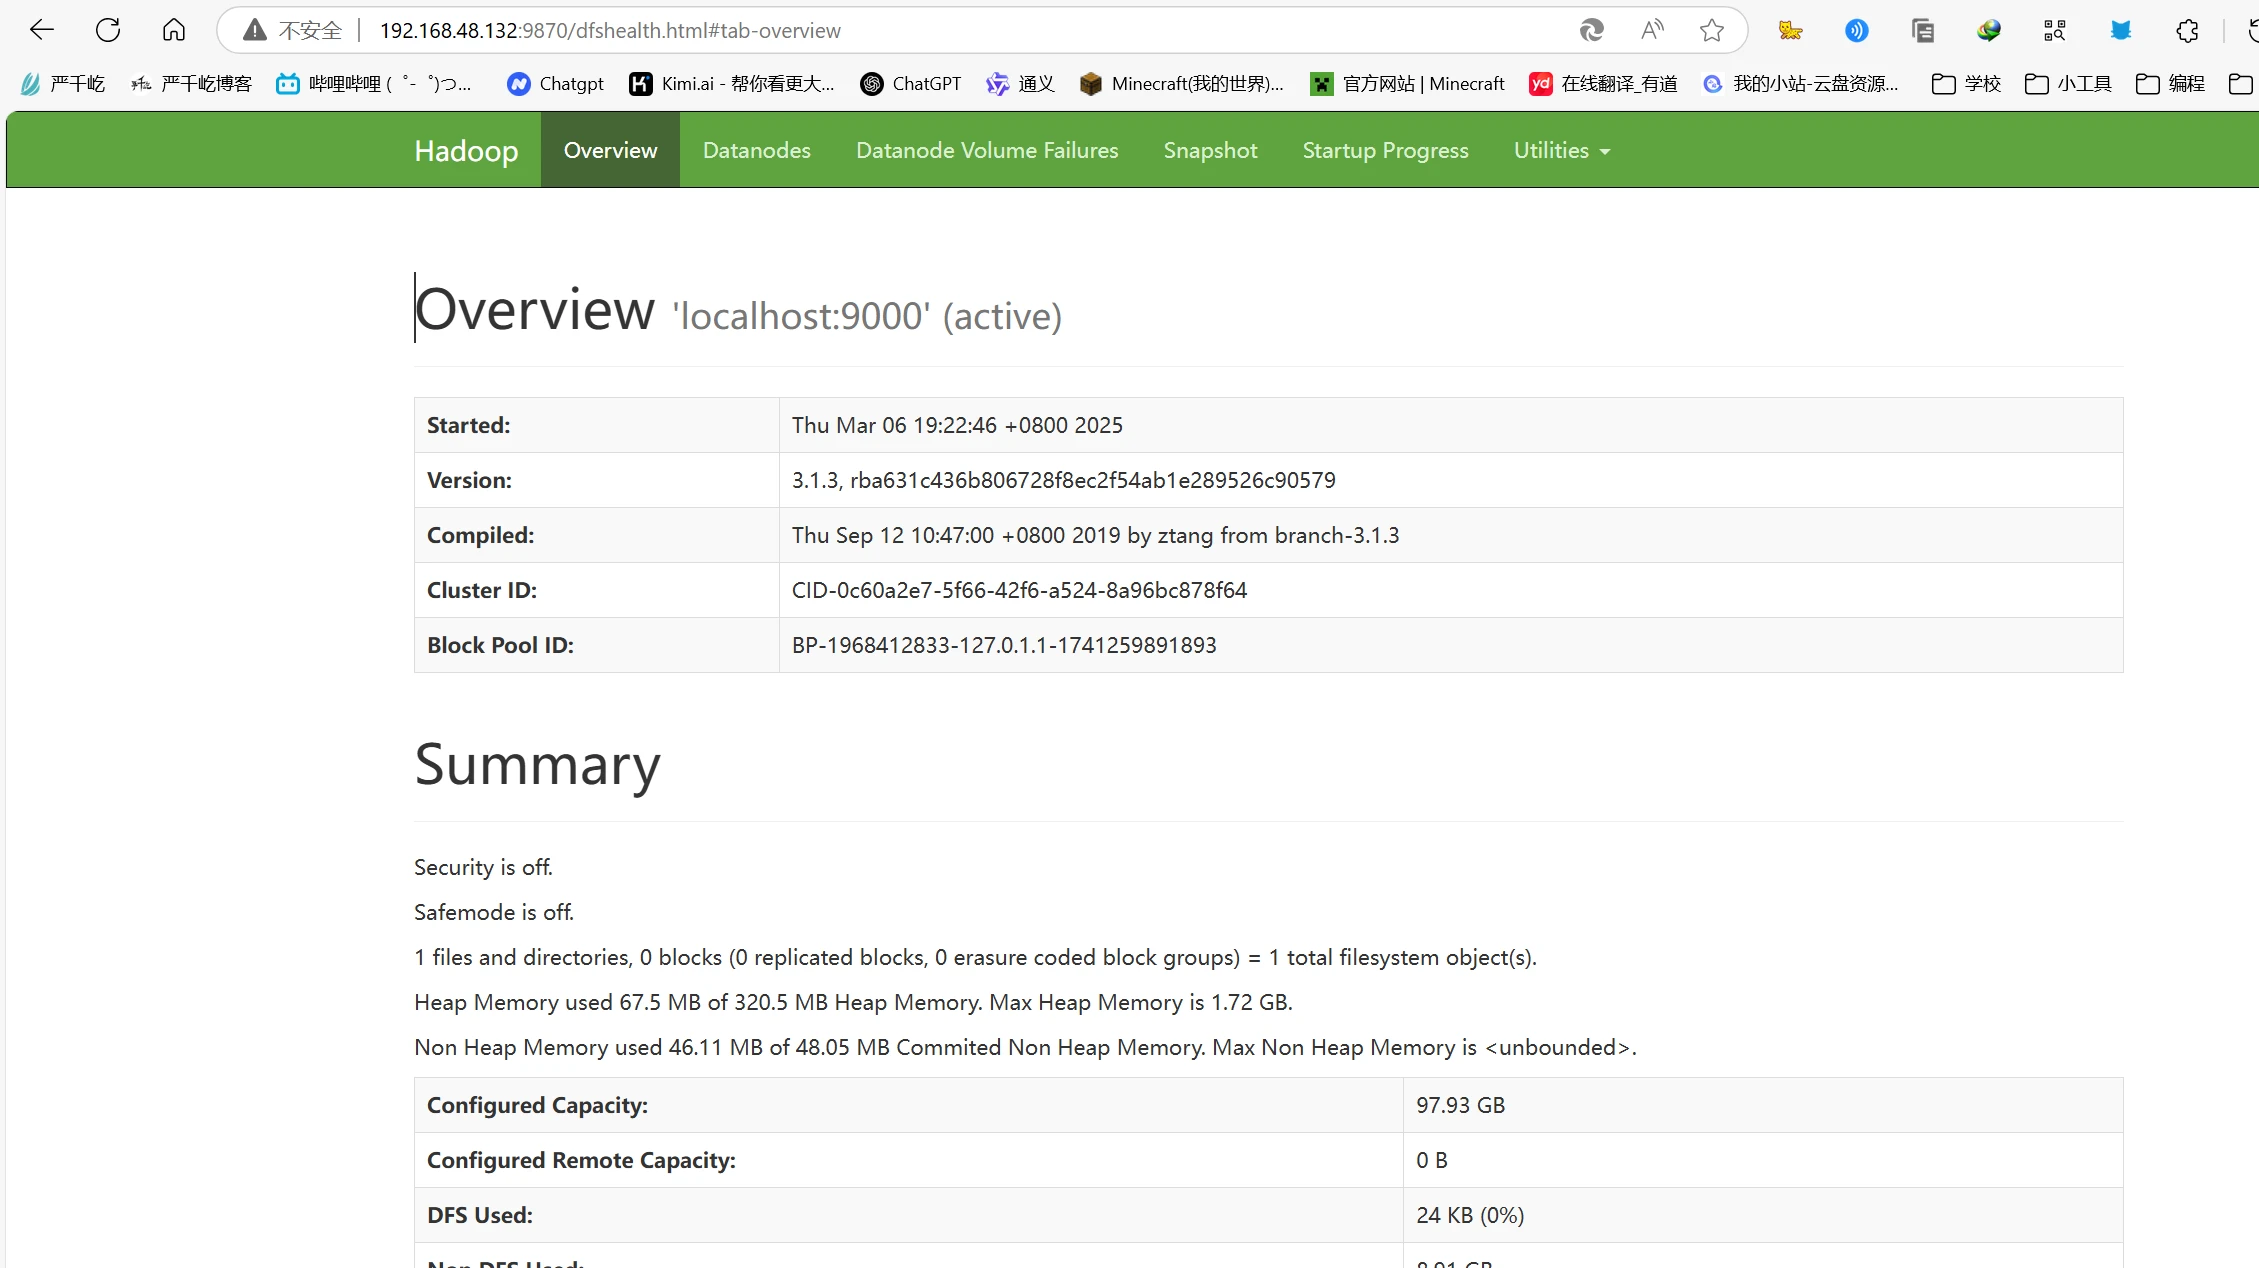 不安全 192.168.48.132:9870/dfshealth.html#tab-overview
严千屹 严千屹博客 哔哩哔哩 (゜-゜)つ... Chatgpt Kimi.ai - 帮你看更大... ChatGPT 通义 Minecraft(我的世界)... 官方网站 | Minecraft 在线翻译_有道 我的小站-云盘资源... 学校 小工具 编程
Hadoop Overview Datanodes Datanode Volume Failures Snapshot Startup Progress Utilities
Overview 'localhost:9000' (active)
Started: Thu Mar 06 19:22:46 +0800 2025
Version: 3.1.3, rba631c436b806728f8ec2f54ab1e289526c90579
Compiled: Thu Sep 12 10:47:00 +0800 2019 by ztang from branch-3.1.3
Cluster ID: CID-0c60a2e7-5f66-42f6-a524-8a96bc878f64
Block Pool ID: BP-1968412833-127.0.1.1-1741259891893
Summary
Security is off.
Safemode is off.
1 files and directories, 0 blocks (0 replicated blocks, 0 erasure coded block groups) = 1 total filesystem object(s).
Heap Memory used 67.5 MB of 320.5 MB Heap Memory. Max Heap Memory is 1.72 GB.
Non Heap Memory used 46.11 MB of 48.05 MB Commited Non Heap Memory. Max Non Heap Memory is <unbounded>.
Configured Capacity: 97.93 GB
Configured Remote Capacity: 0 B
DFS Used: 24 KB (0%)
Non DFS Used: